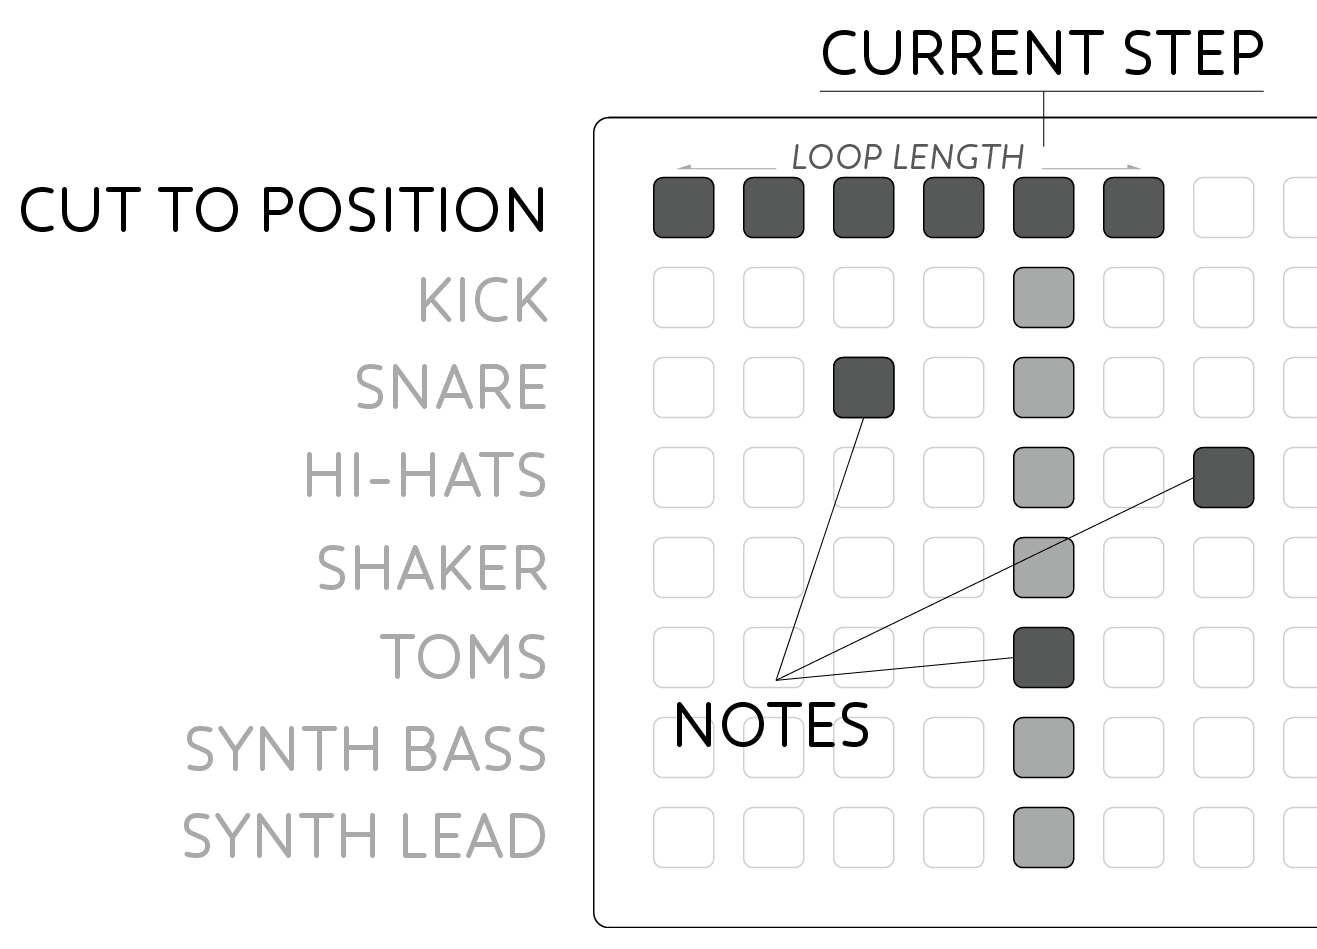 CURRENT STEP
LOOP LENGTH
CUT TO POSITION
KICK
SNARE
HI-HATS
SHAKER
TOMS
NOTES
SYNTH BASS
SYNTH LEAD